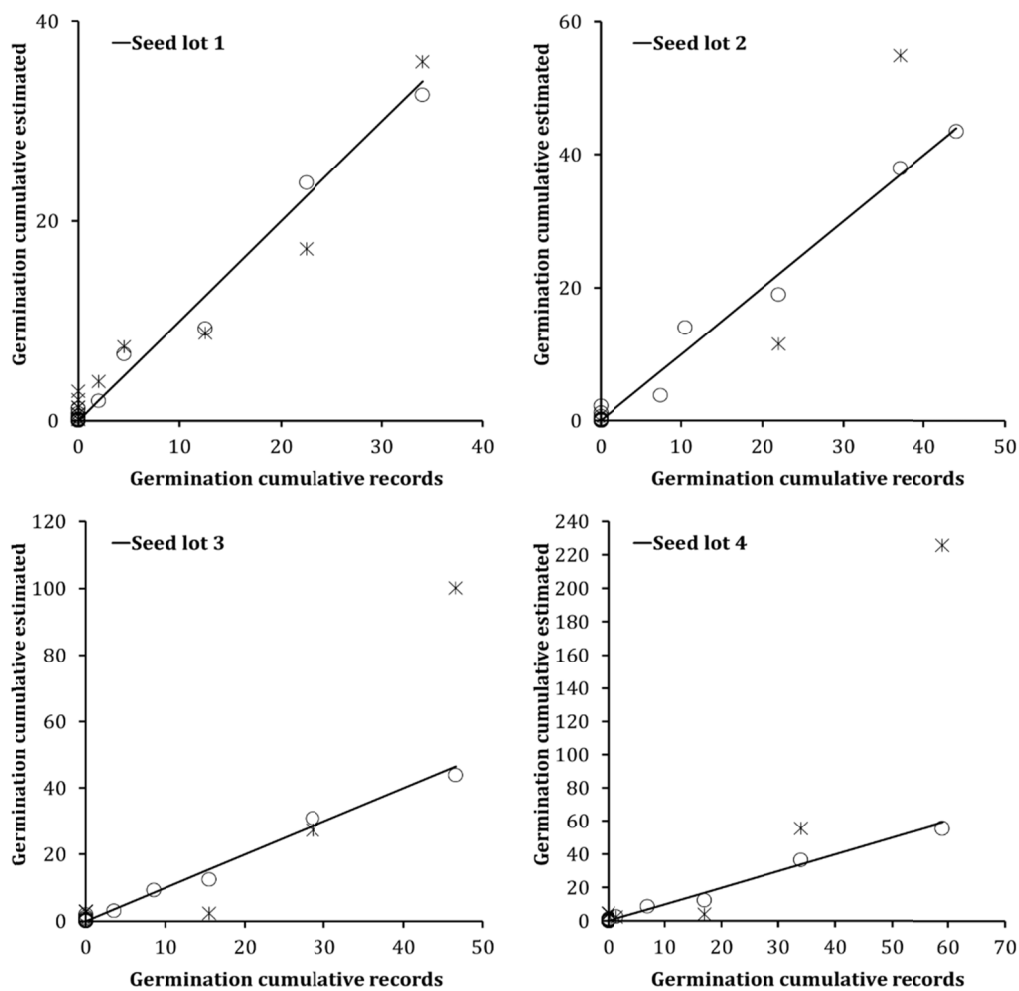 40
20
0
0 10 20 30 40
Germination cumulative estimated
Germination cumulative records
Seed lot 1
60
40
20
0
0 10 20 30 40 50
Germination cumulative estimated
Germination cumulative records
Seed lot 2
120
100
80
60
40
20
0
0 10 20 30 40 50
Germination cumulative estimated
Germination cumulative records
Seed lot 3
240
220
200
180
160
140
120
100
80
60
40
20
0
0 10 20 30 40 50 60 70
Germination cumulative estimated
Germination cumulative records
Seed lot 4